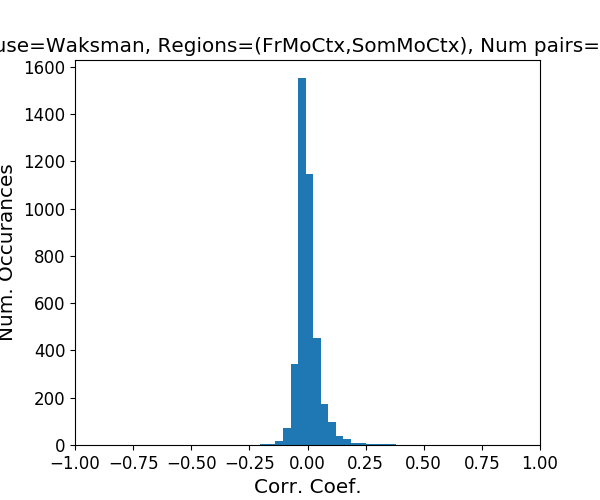 use=Waksman, Regions=(FrMoCtx,SomMoCtx), Num pairs=
1600
1400
1200
1000
800
600
400
200
0
Num. Occurances
−1.00 −0.75 −0.50 −0.25 0.00 0.25 0.50 0.75 1.00
Corr. Coef.